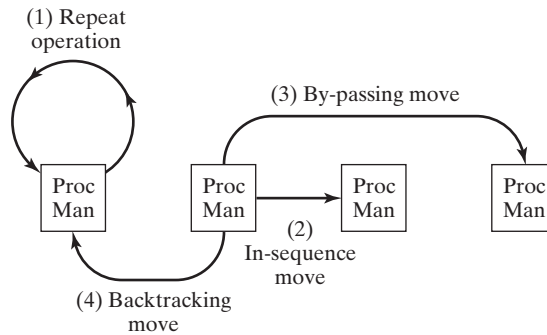 (1) Repeat
operation
(3) By-passing move
Proc
Man
Proc
Man
Proc
Man
Proc
Man
(2)
In-sequence
move
(4) Backtracking
move